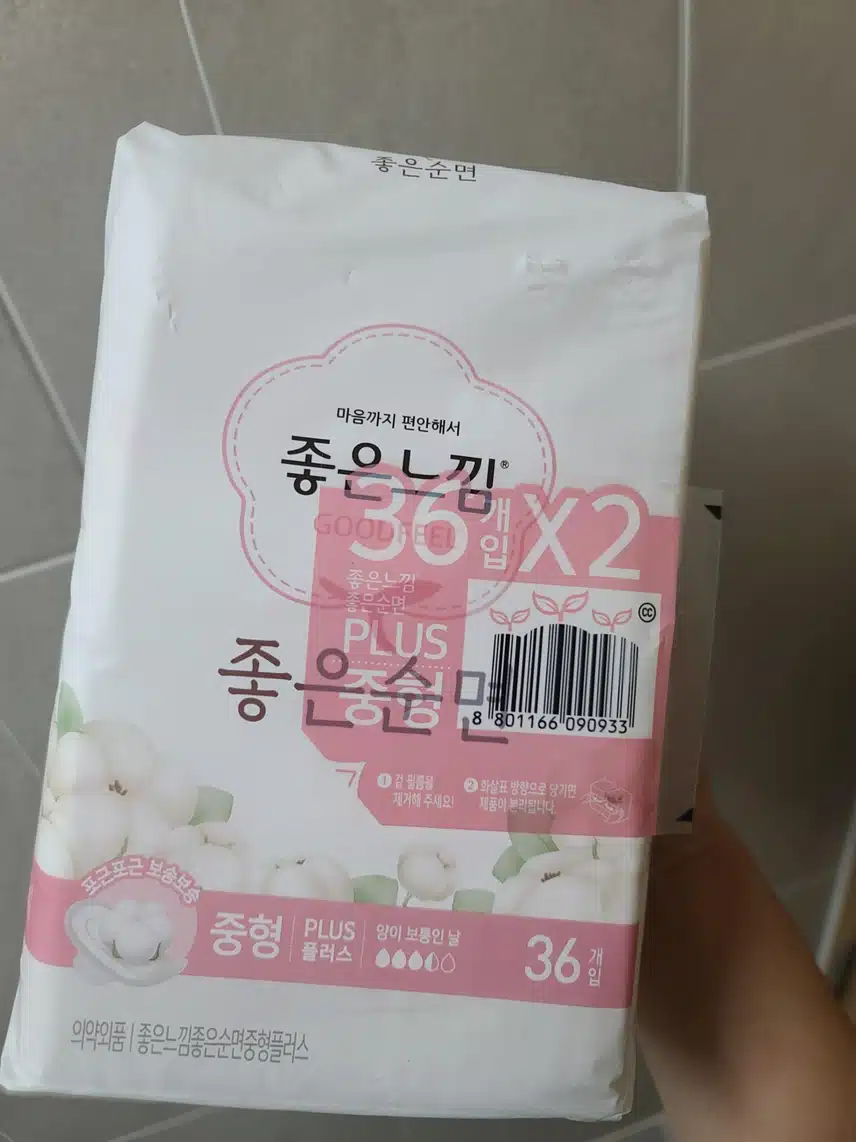 좋은순면
마음까지 편안해서
좋은느낌®
GOODFEEL
36개입 X2
좋은느낌
좋은순면
PLUS
중형
cc
8 801166 090933
좋은순면
1 겉 필름을
제거해 주세요!
2 화살표 방향으로 당기면
제품이 분리됩니다.
포근포근 보송보송
중형
PLUS
플러스
양이 보통인 날
36개입
의약외품 | 좋은느낌좋은순면중형플러스